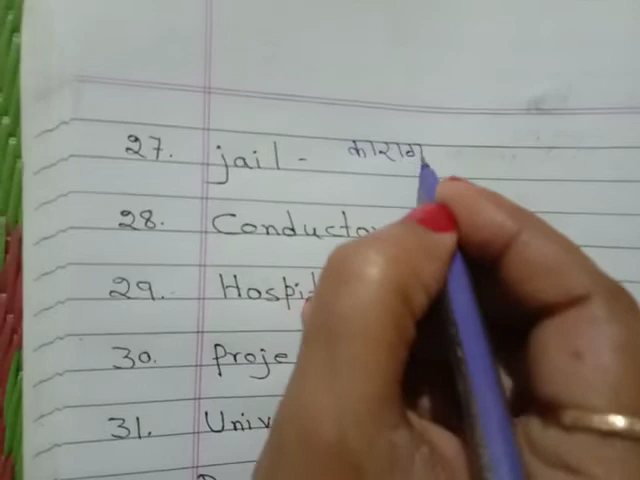 27. jail - काराग
28. Conducto
29. Hospi
30. Proje
31. Univ